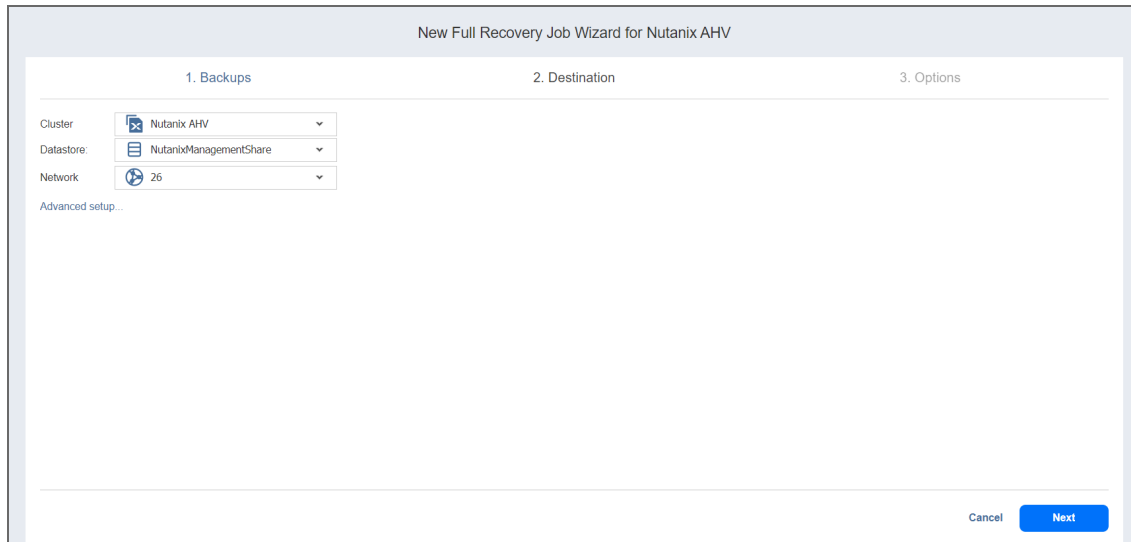 New Full Recovery Job Wizard for Nutanix AHV
1. Backups 2. Destination 3. Options
Cluster Nutanix AHV
Datastore: NutanixManagementShare
Network 26
Advanced setup...
Cancel Next